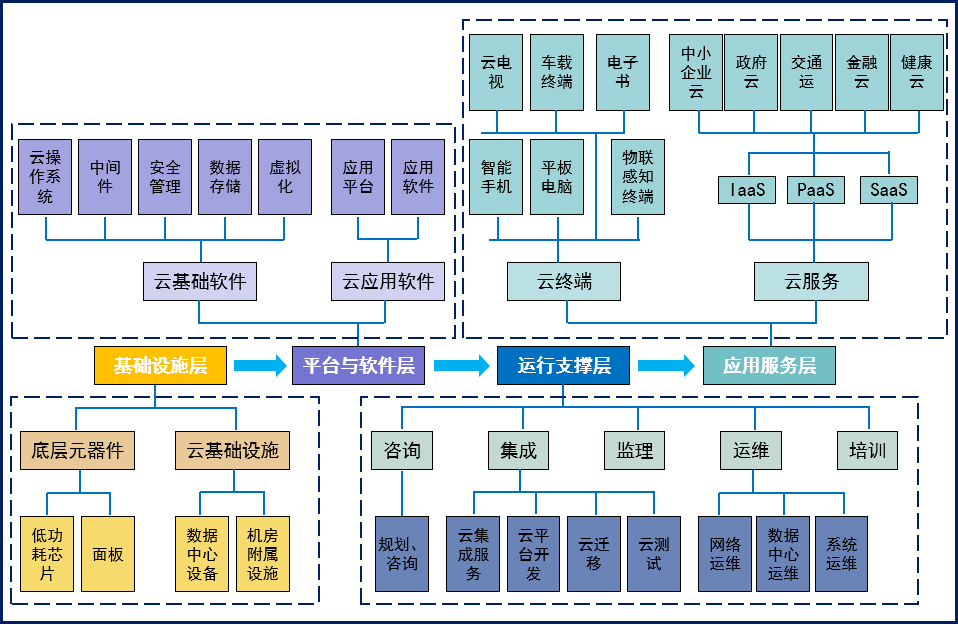 云电
视
车载
终端
电子
书
中小
企业
云
政府
云
交通
运
金融
云
健康
云
云操
作系
统
中间
件
安全
管理
数据
存储
虚拟
化
应用
平台
应用
软件
智能
手机
平板
电脑
物联
感知
终端
IaaS
PaaS
SaaS
云基础软件
云应用软件
云终端
云服务
基础设施层
平台与软件层
运行支撑层
应用服务层
底层元器件
云基础设施
咨询
集成
监理
运维
培训
低功
耗芯
片
面板
数据
中心
设备
机房
附属
设施
规划、
咨询
云集
成服
务
云平
台开
发
云迁
移
云测
试
网络
运维
数据
中心
运维
系统
运维